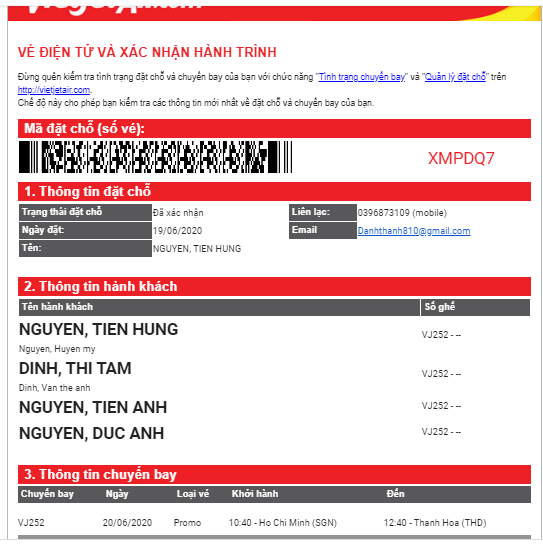 vietjetAir.com
VÉ ĐIỆN TỬ VÀ XÁC NHẬN HÀNH TRÌNH
Đừng quên kiểm tra tình trạng đặt chỗ và chuyến bay của bạn với chức năng "Tình trạng chuyến bay" và "Quản lý đặt chỗ" trên
http://vietjetair.com.
Chế độ này cho phép bạn kiểm tra các thông tin mới nhất về đặt chỗ và chuyến bay của bạn.
Mã đặt chỗ (số vé):
XMPDQ7
1. Thông tin đặt chỗ
Trạng thái đặt chỗ Đã xác nhận Liên lạc: 0396873109 (mobile)
Ngày đặt: 19/06/2020 Email Danhthanh810@gmail.com
Tên: NGUYEN, TIEN HUNG
2. Thông tin hành khách
Tên hành khách Số ghế
NGUYEN, TIEN HUNG VJ252 - --
Nguyen, Huyen my
DINH, THI TAM VJ252 - --
Dinh, Van the anh
NGUYEN, TIEN ANH VJ252 - --
NGUYEN, DUC ANH VJ252 - --
3. Thông tin chuyến bay
Chuyến bay Ngày Loại vé Khởi hành Đến
VJ252 20/06/2020 Promo 10:40 - Ho Chi Minh (SGN) 12:40 - Thanh Hoa (THD)